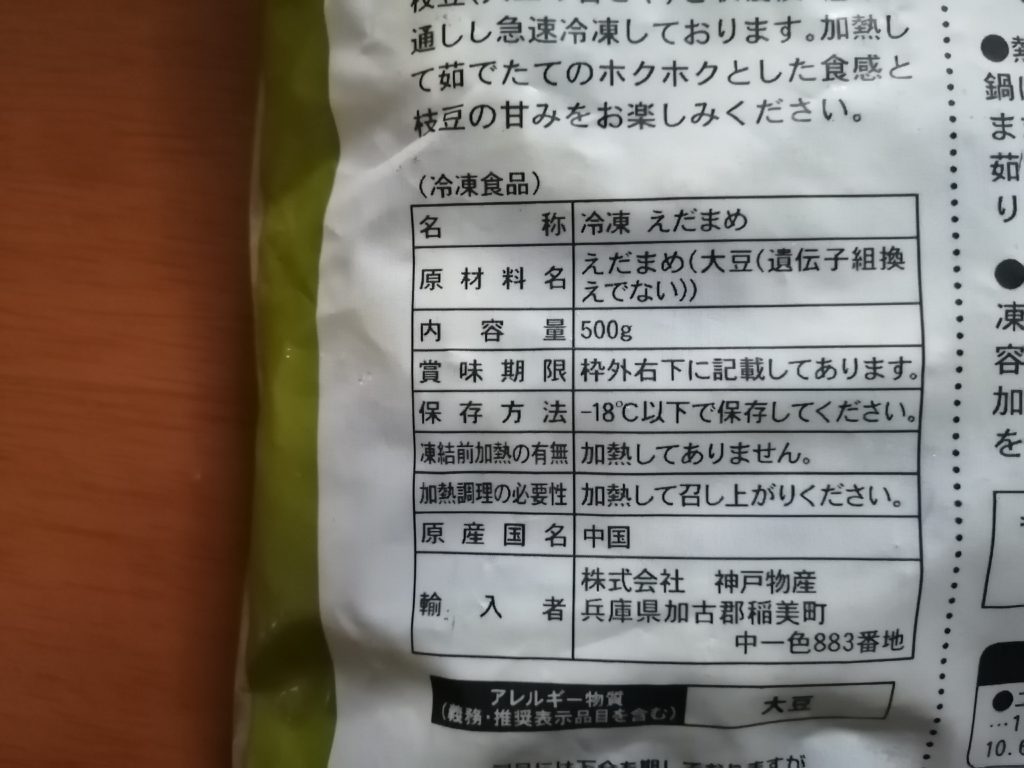 通しし急速冷凍しております。加熱し
て茹でたてのホクホクとした食感と
枝豆の甘みをお楽しみください。
(冷凍食品)
名称 冷凍 えだまめ
原材料名 えだまめ(大豆(遺伝子組換
えでない))
内容量 500g
賞味期限 枠外右下に記載してあります。
保存方法 -18℃以下で保存してください。
凍結前加熱の有無 加熱してありません。
加熱調理の必要性 加熱して召し上がりください。
原産国名 中国
輸入者 株式会社 神戸物産
兵庫県加古郡稲美町
中一色883番地
アレルギー物質
(義務・推奨表示品目を含む) 大豆
●熱
鍋に
ま
茹
り
●
凍
容
加
を
●
…1
10.6